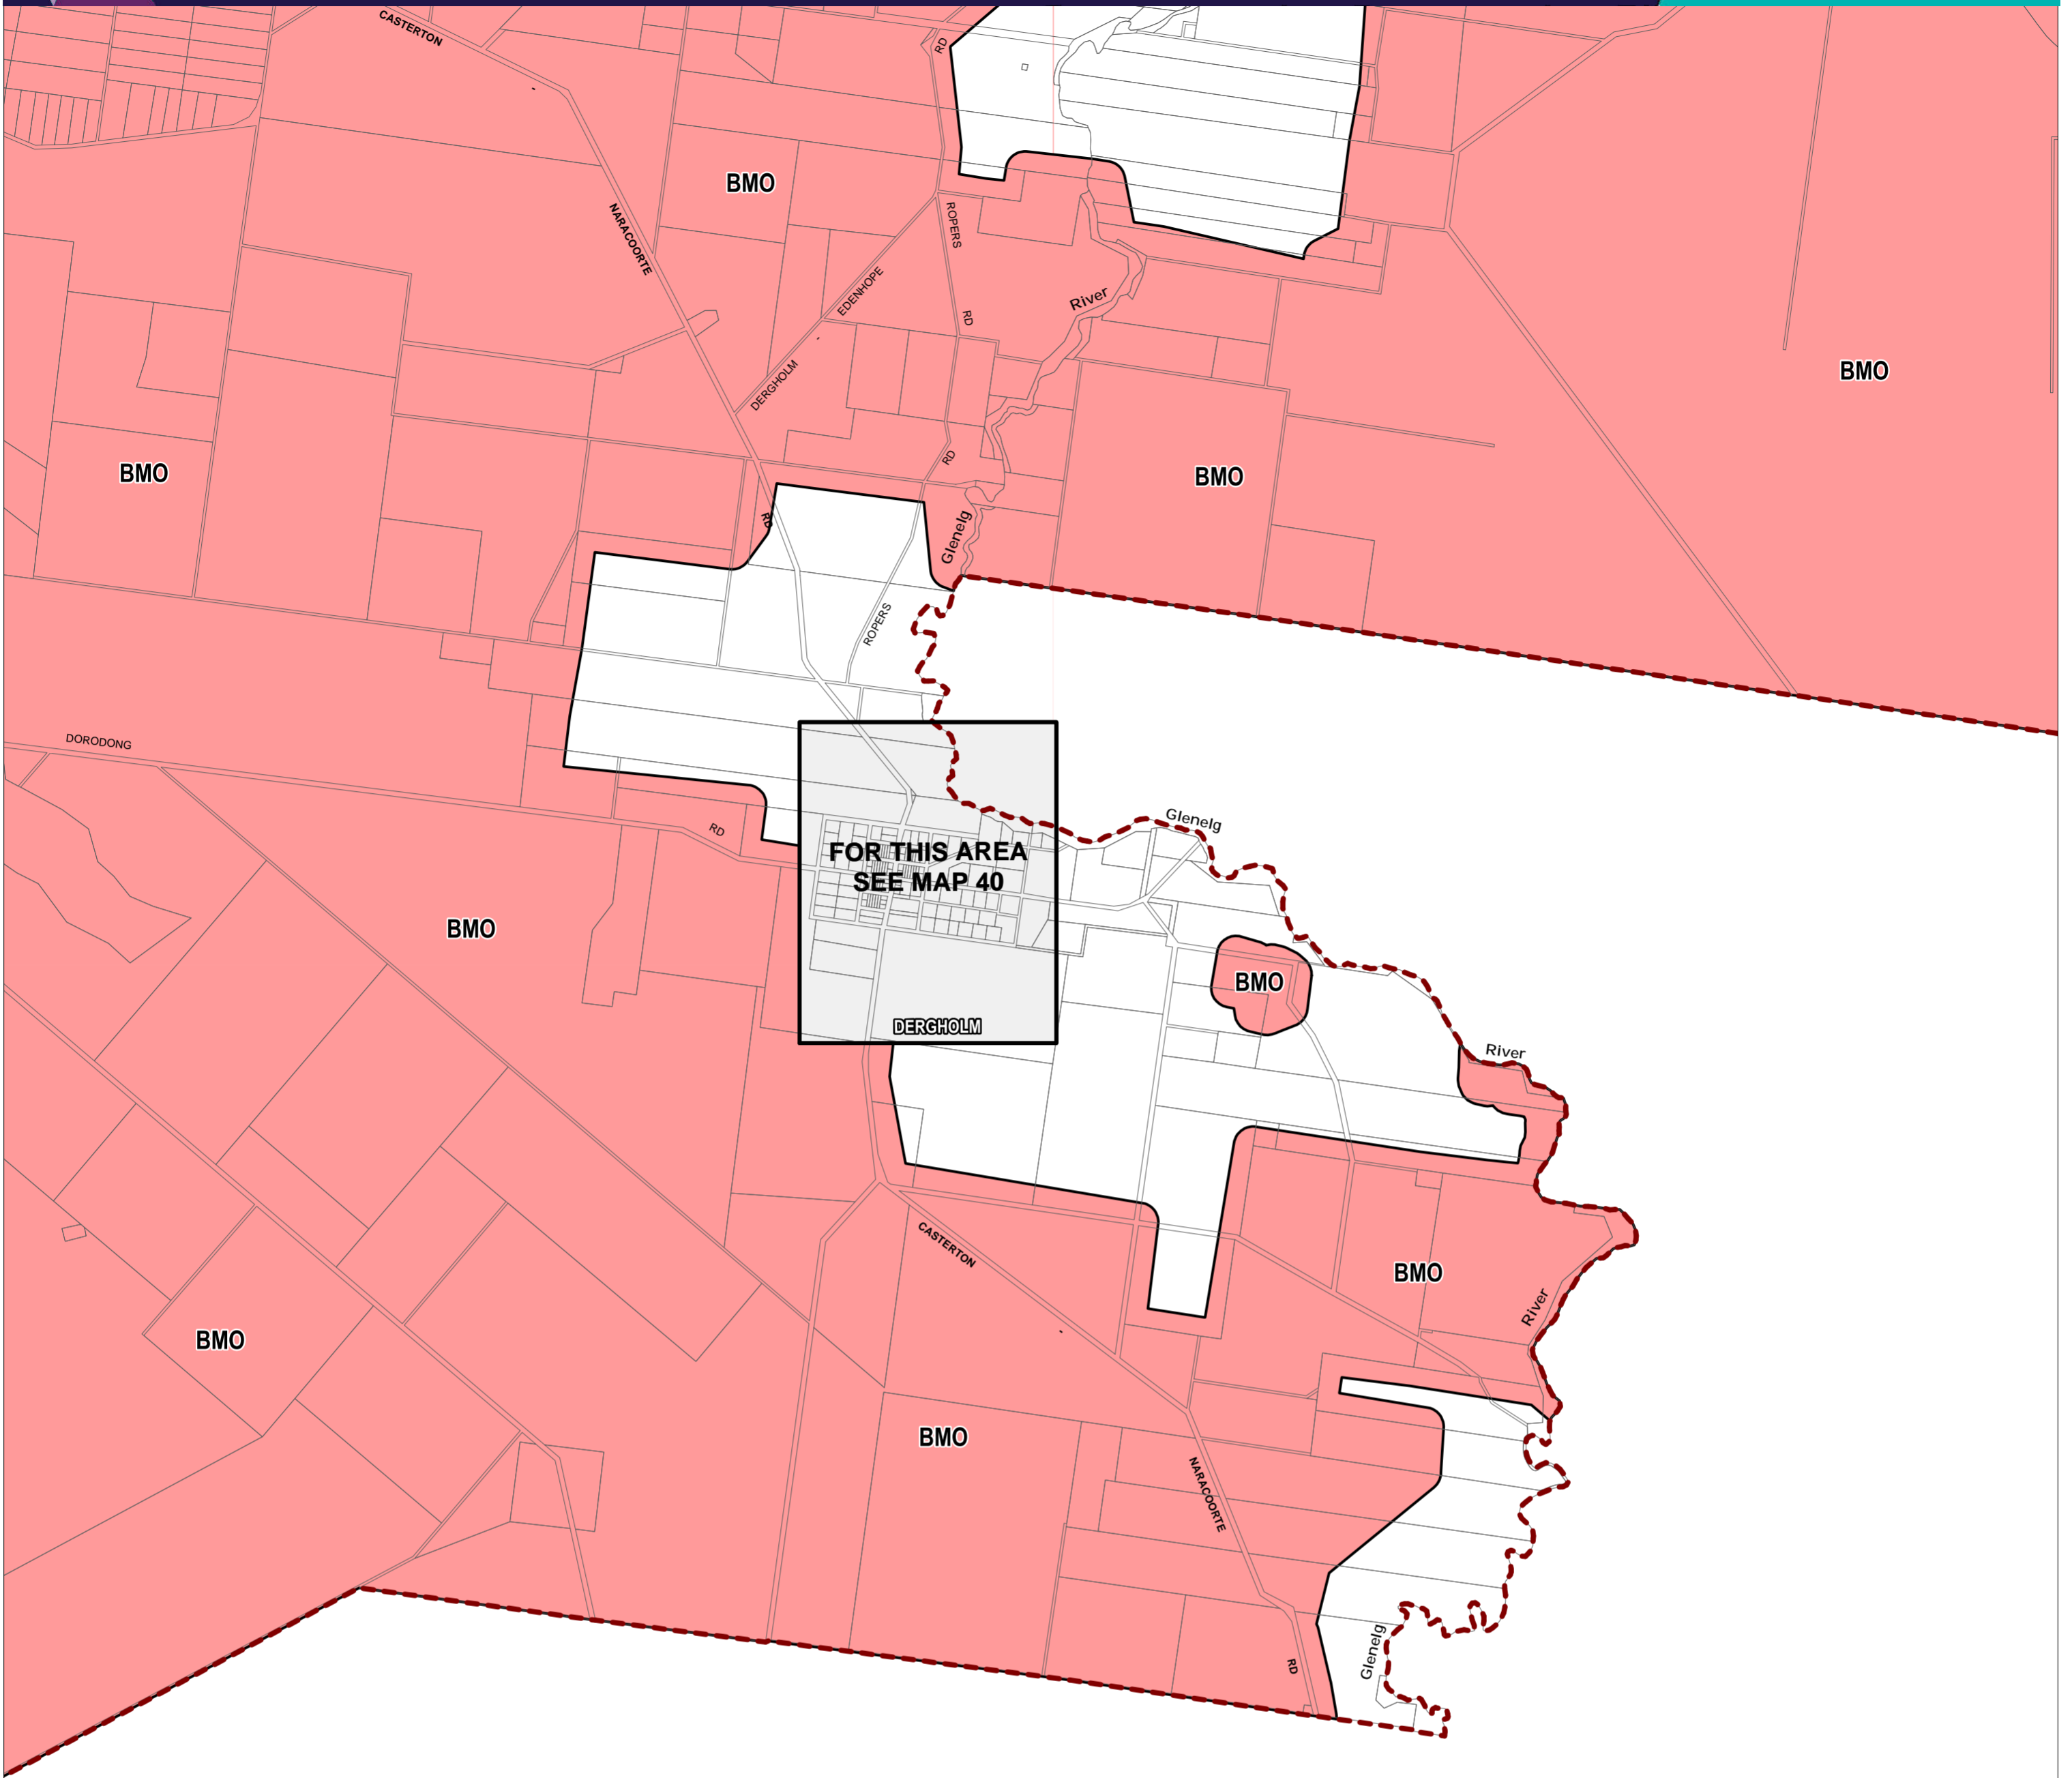 CASTERTON
RD
BMO
NARACOORTE
ROPERS
EDENHOPE
River
RD
DERGHOLM
BMO
RD
BMO
BMO
RD
Glenelg
ROPERS
DORODONG
RD
Glenelg
FOR THIS AREA
SEE MAP 40
BMO
BMO
DERGHOLM
River
CASTERTON
BMO
River
BMO
BMO
NARACOORTE
Glenelg
RD